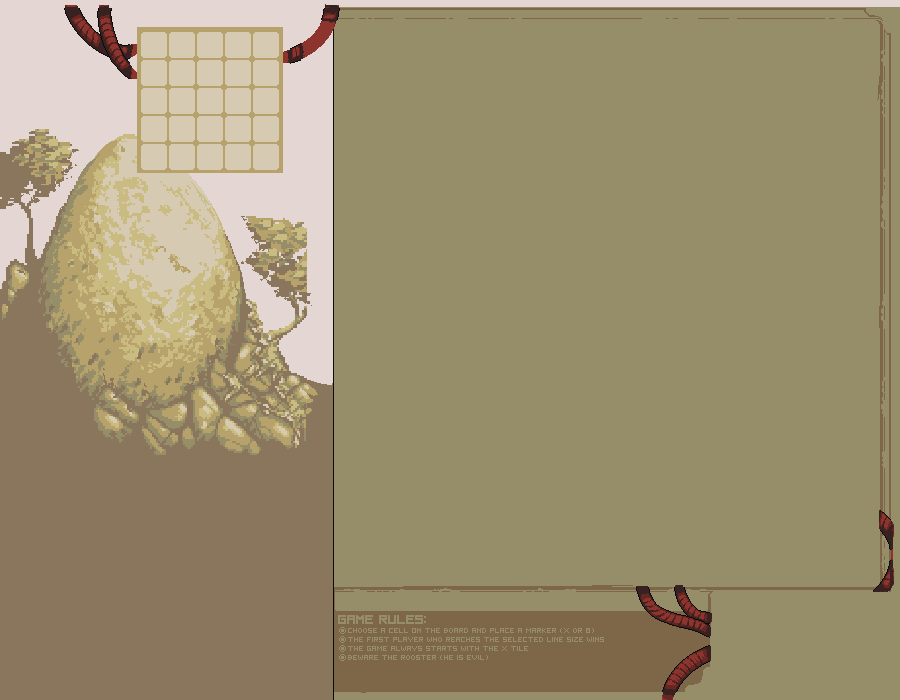 GAME RULES:
CHOOSE A CELL ON THE BOARD AND PLACE A MARKER (X OR O)
THE FIRST PLAYER WHO REACHES THE SELECTED LINE SIZE WINS
THE GAME ALWAYS STARTS WITH THE X TILE
BEWARE THE ROOSTER (HE IS EVIL)